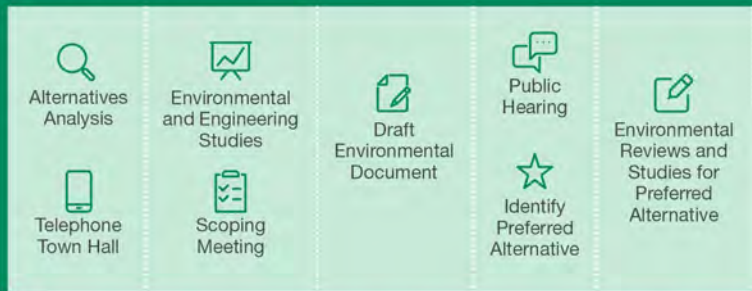 Alternatives
Analysis
Telephone
Town Hall
Environmental
and Engineering
Studies
Scoping
Meeting
Draft
Environmental
Document
Public
Hearing
Identify
Preferred
Alternative
Environmental
Reviews and
Studies for
Preferred
Alternative